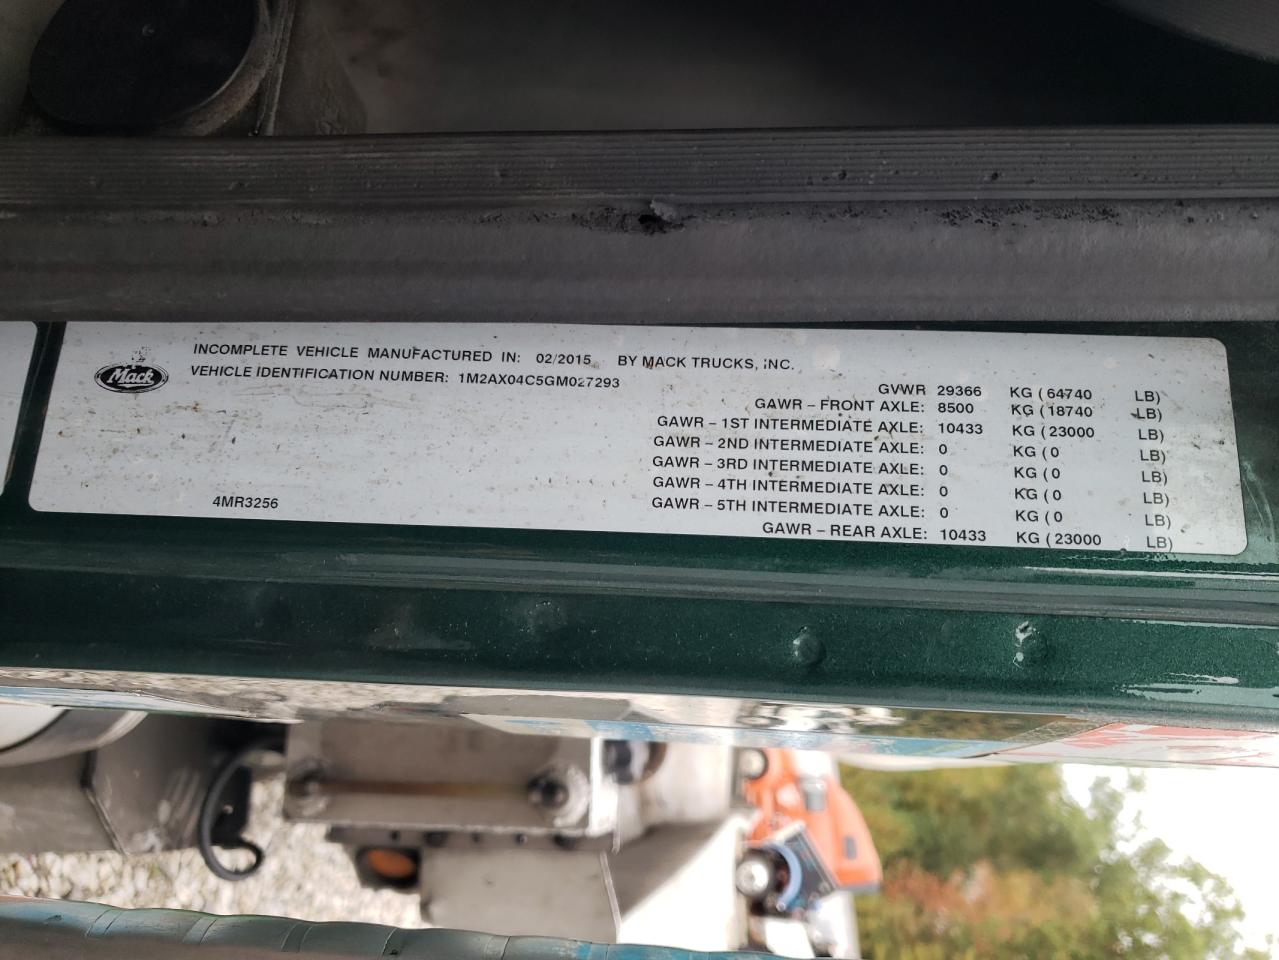 Mack
INCOMPLETE VEHICLE MANUFACTURED IN: 02/2015 BY MACK TRUCKS, INC.
VEHICLE IDENTIFICATION NUMBER: 1M2AX04C5GM027293
GVWR 29366 KG ( 64740 LB)
GAWR – FRONT AXLE: 8500 KG ( 18740 LB)
GAWR – 1ST INTERMEDIATE AXLE: 10433 KG ( 23000 LB)
GAWR – 2ND INTERMEDIATE AXLE: 0 KG ( 0 LB)
GAWR – 3RD INTERMEDIATE AXLE: 0 KG ( 0 LB)
GAWR – 4TH INTERMEDIATE AXLE: 0 KG ( 0 LB)
GAWR – 5TH INTERMEDIATE AXLE: 0 KG ( 0 LB)
GAWR – REAR AXLE: 10433 KG ( 23000 LB)
4MR3256